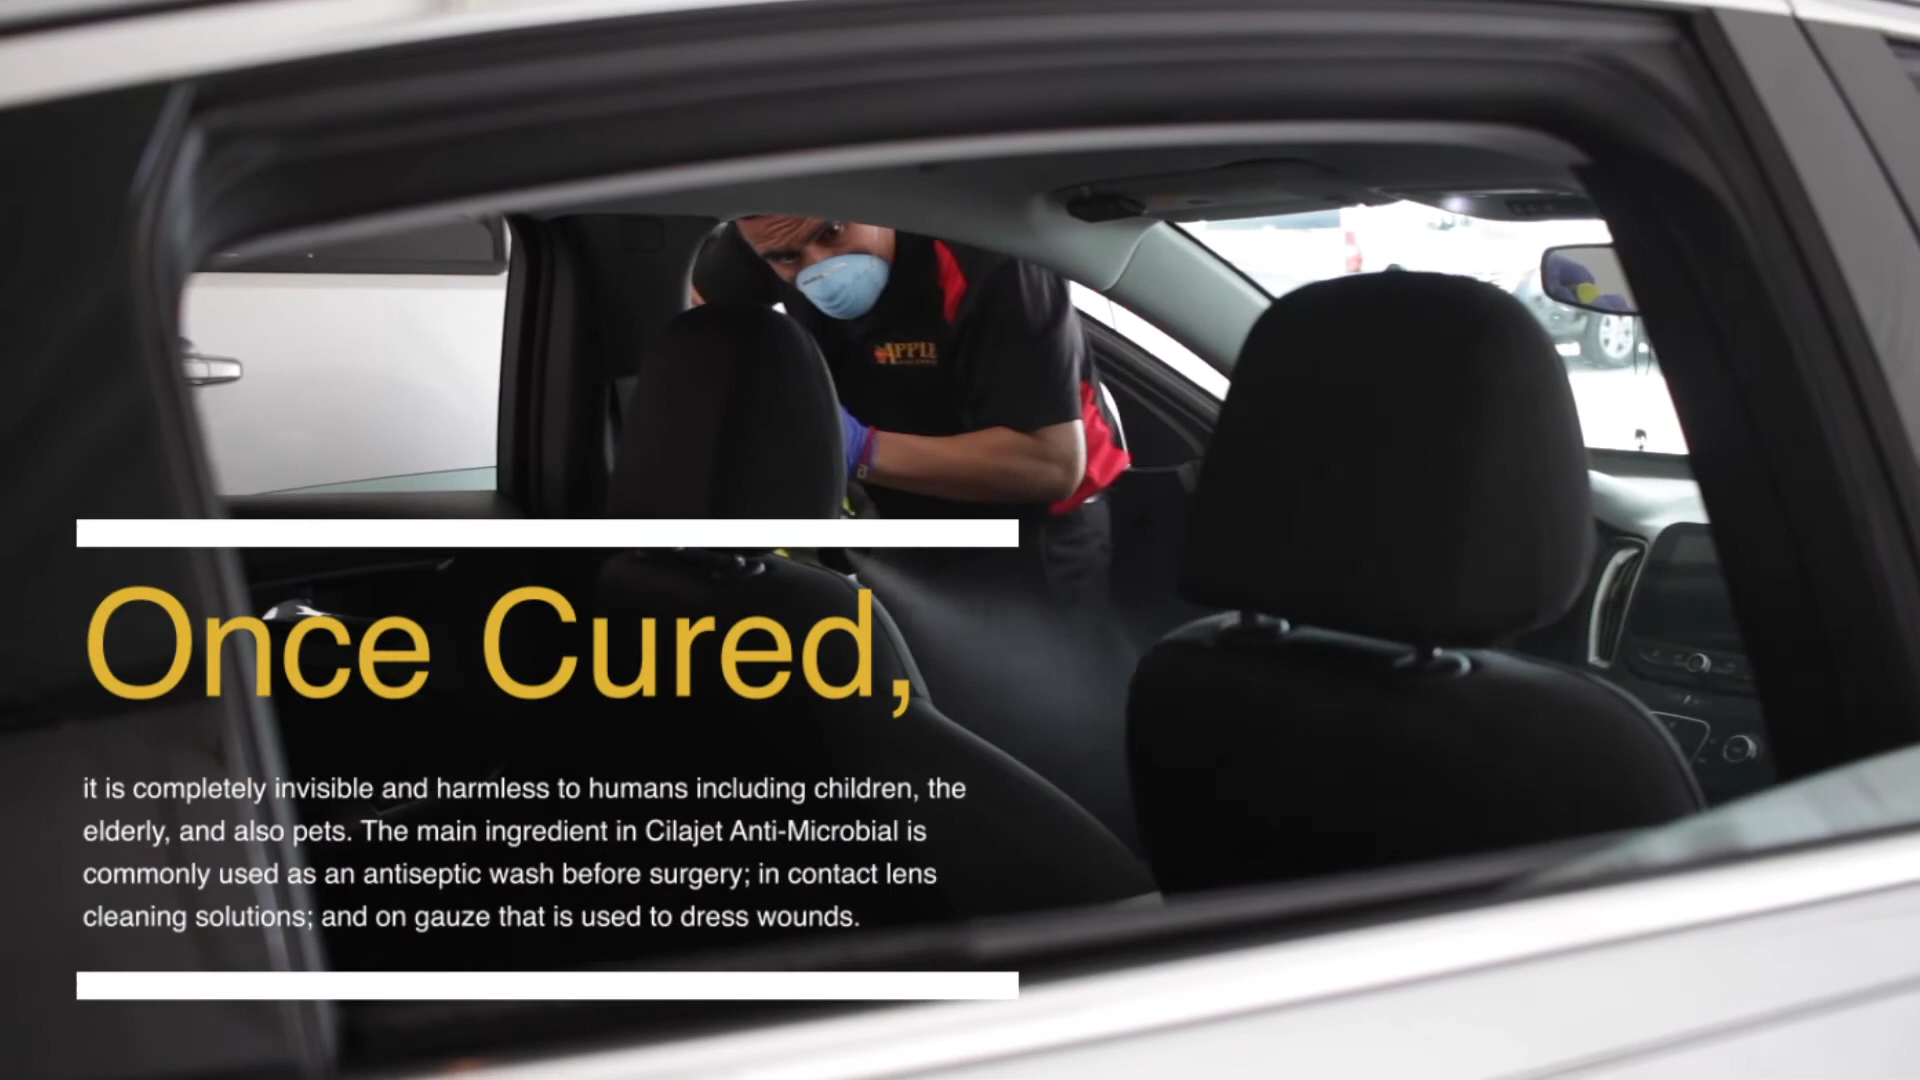 APPLE
Once Cured,
it is completely invisible and harmless to humans including children, the
elderly, and also pets. The main ingredient in Cilajet Anti-Microbial is
commonly used as an antiseptic wash before surgery; in contact lens
cleaning solutions; and on gauze that is used to dress wounds.